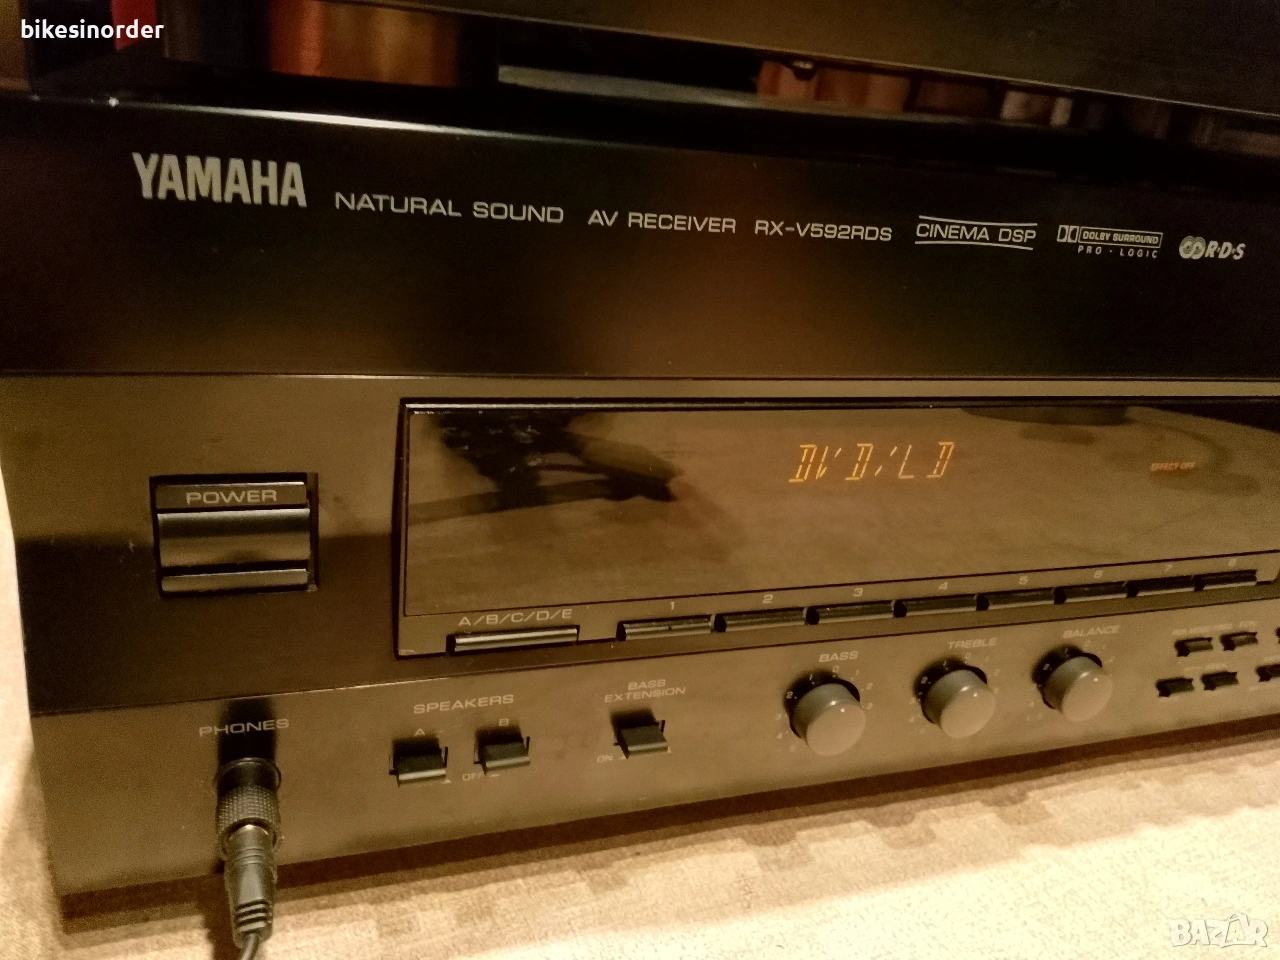 bikesinorder
YAMAHA NATURAL SOUND AV RECEIVER RX-V592RDS CINEMA DSP DOLBY SURROUND R·D·S
PRO · LOGIC
DVD/LD
EFFECT OFF
POWER
A/B/C/D/E 1 2 3 4 5 6 7 8
BASS TREBLE BALANCE
PHONES SPEAKERS BASS
EXTENSION
A B
OFF ON
BAZAR